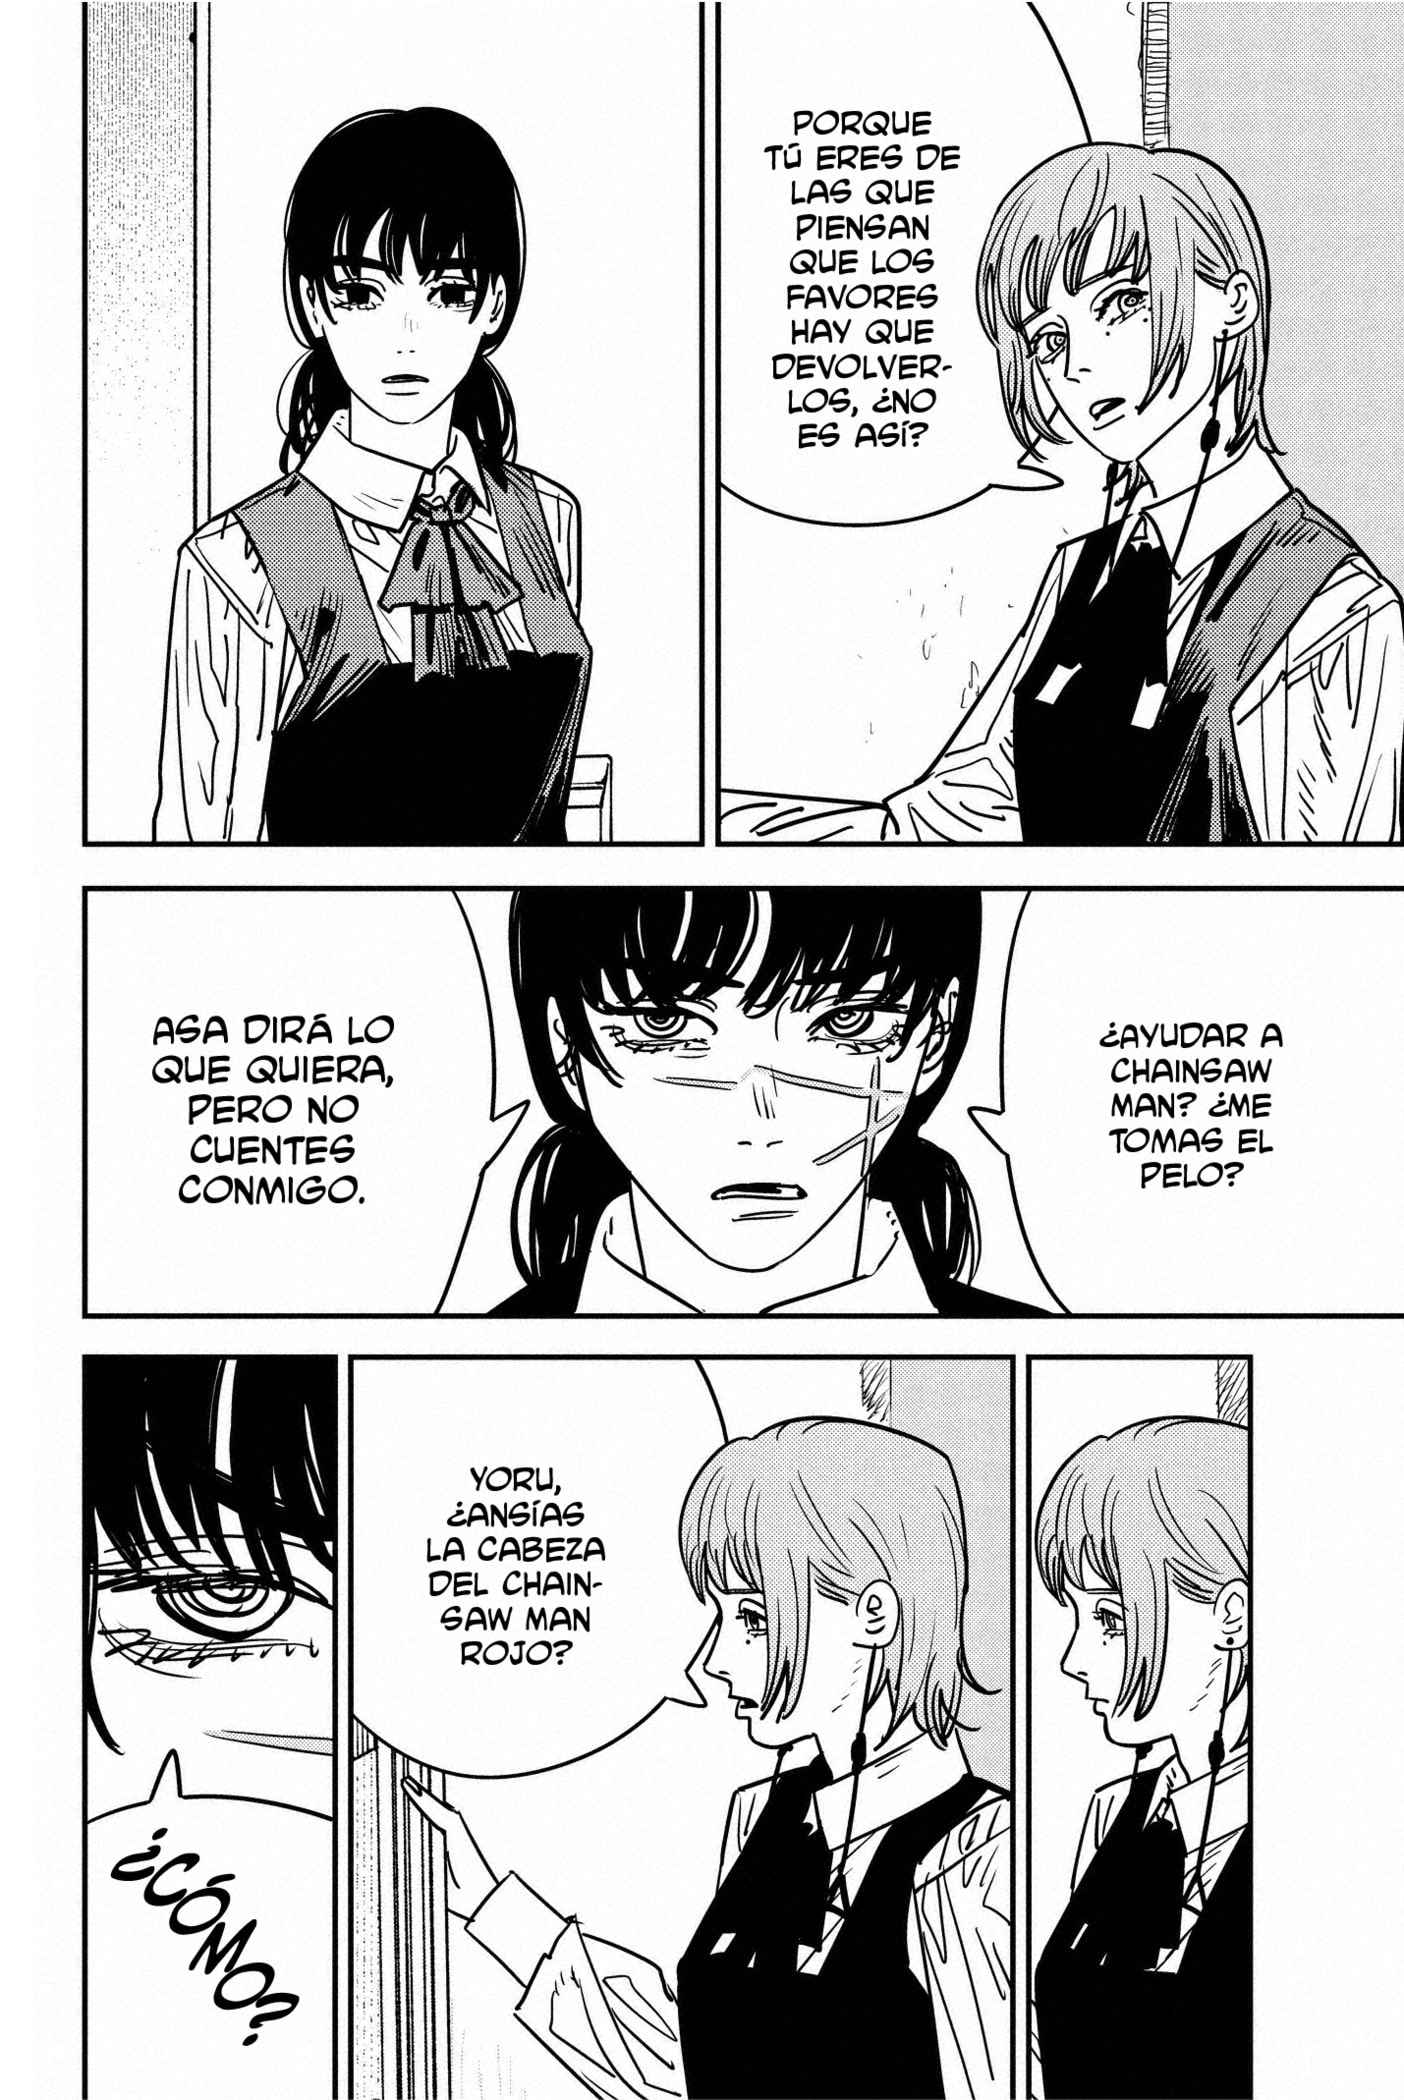 PORQUE
TÚ ERES DE
LAS QUE
PIENSAN
QUE LOS
FAVORES
HAY QUE
DEVOLVER-
LOS, ¿NO
ES ASÍ?
¿AYUDAR A
CHAINSAW
MAN? ¿ME
TOMAS EL
PELO?
ASA DIRÁ LO
QUE QUIERA,
PERO NO
CUENTES
CONMIGO.
YORU,
¿ANSÍAS
LA CABEZA
DEL CHAIN-
SAW MAN
ROJO?
¿CÓMO?